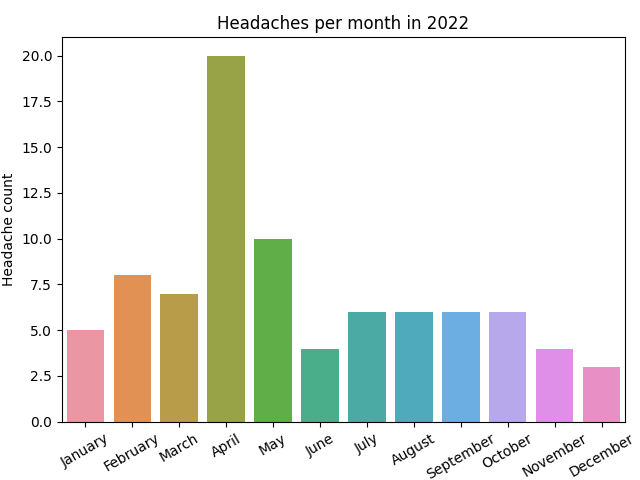 Headaches per month in 2022
Headache count
20.0
17.5
15.0
12.5
10.0
7.5
5.0
2.5
0.0
January
February
March
April
May
June
July
August
September
October
November
December